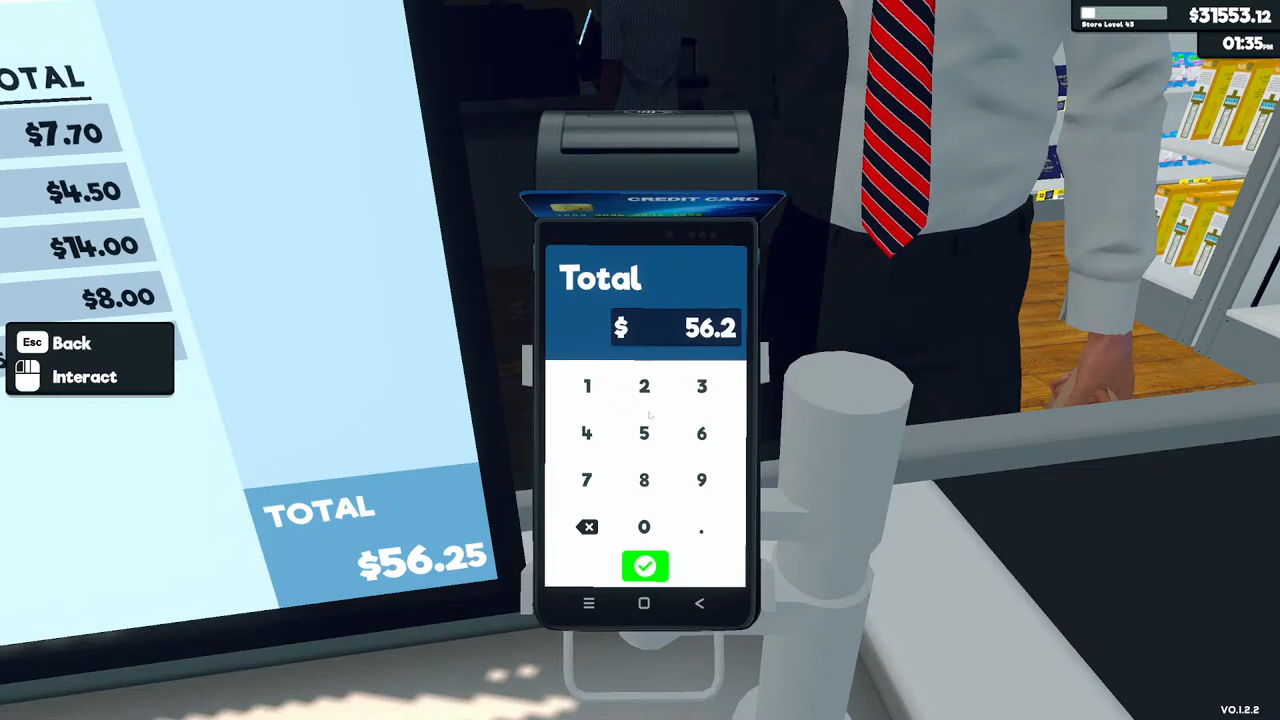 $31553.12
Store Level 43
01:35PM
OTAL
$7.70
$4.50
$14.00
$8.00
Esc Back
Interact
TOTAL
$56.25
CREDIT CARD
Total
$ 56.2
1 2 3
4 5 6
7 8 9
0 .
V0.1.2.2